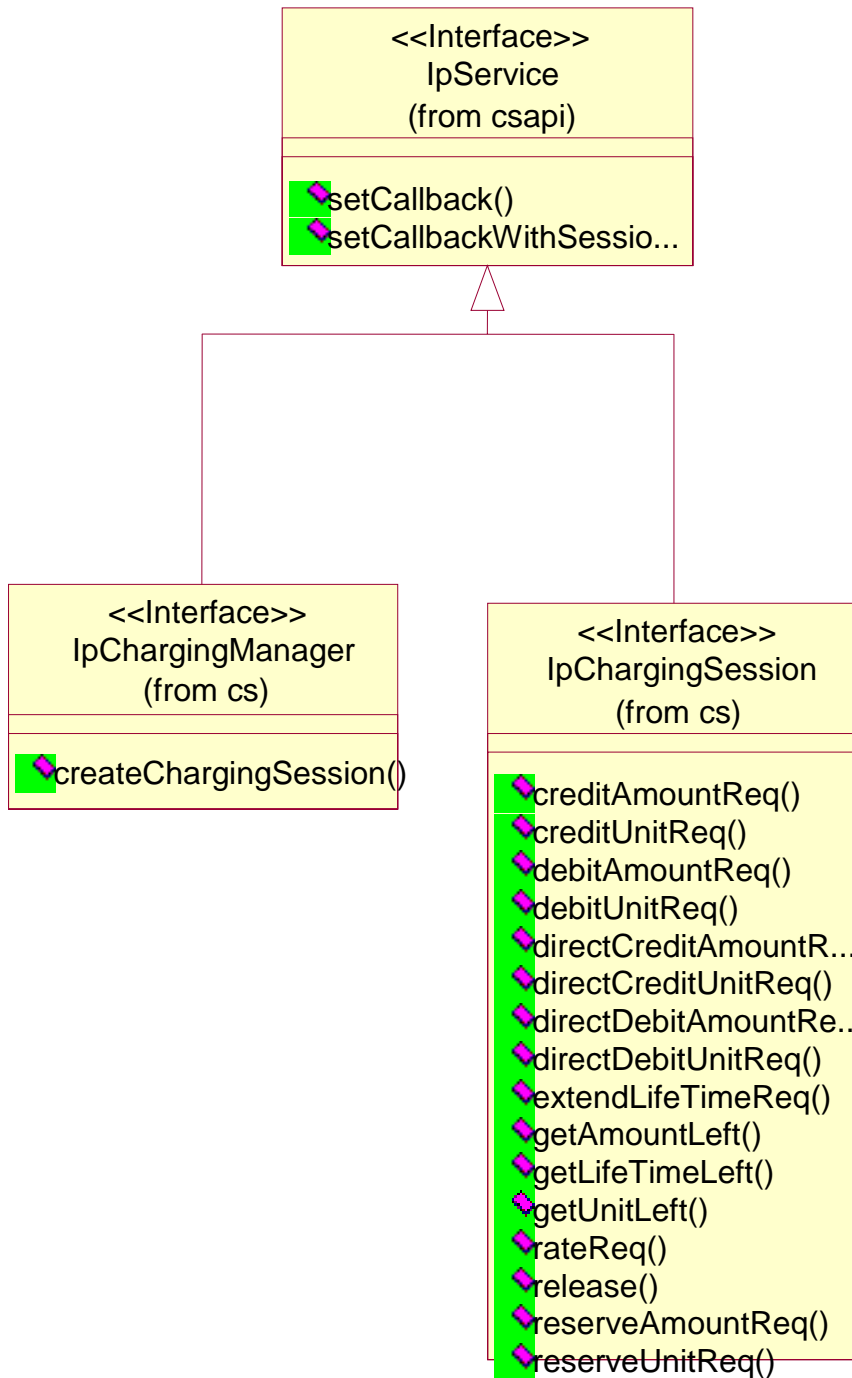 <<Interface>>
IpService
(from csapi)
setCallback()
setCallbackWithSessio...
<<Interface>>
IpChargingManager
(from cs)
createChargingSession()
<<Interface>>
IpChargingSession
(from cs)
creditAmountReq()
creditUnitReq()
debitAmountReq()
debitUnitReq()
directCreditAmountR...
directCreditUnitReq()
directDebitAmountRe...
directDebitUnitReq()
extendLifeTimeReq()
getAmountLeft()
getLifeTimeLeft()
getUnitLeft()
rateReq()
release()
reserveAmountReq()
reserveUnitReq()